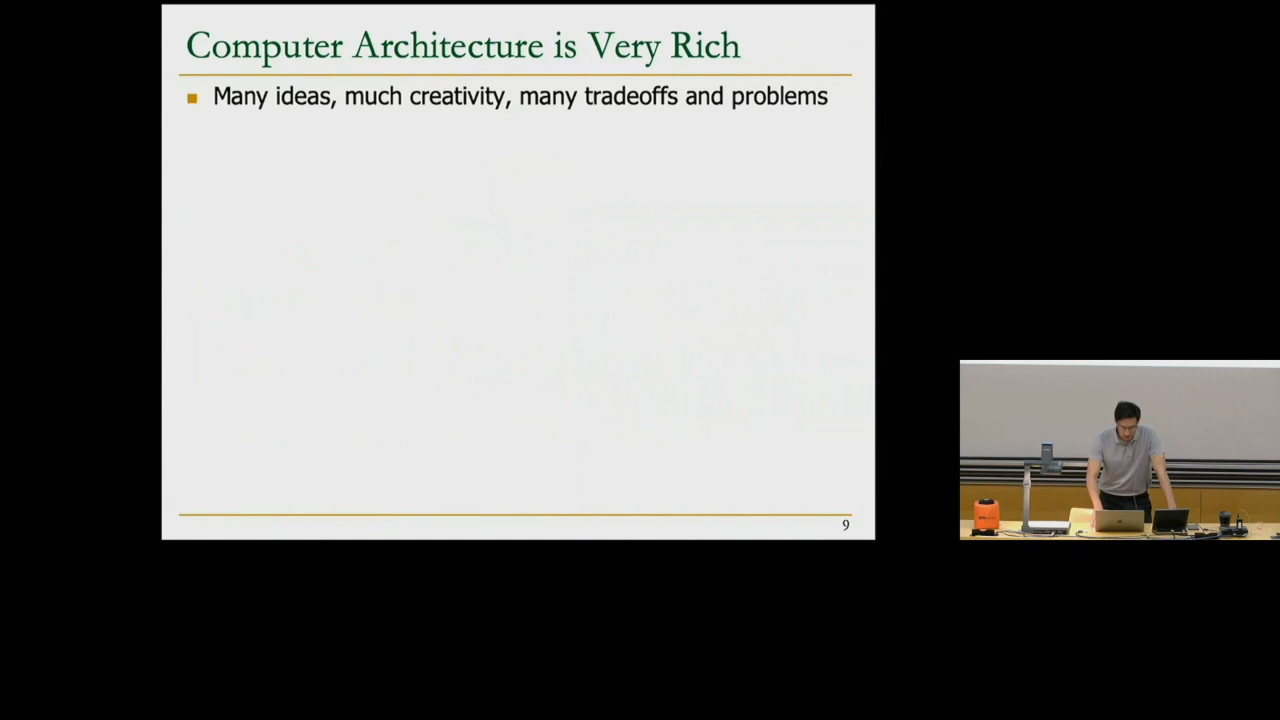 Computer Architecture is Very Rich
Many ideas, much creativity, many tradeoffs and problems
9